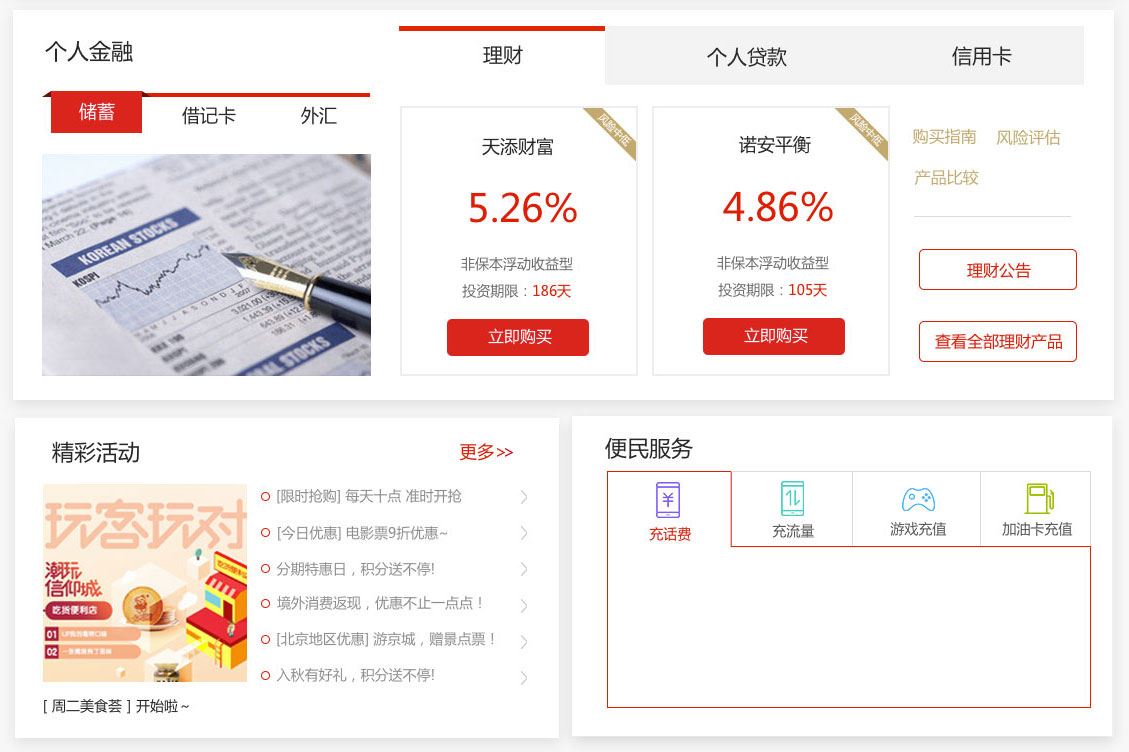 个人金融
储蓄
借记卡
外汇
KOREAN STOCKS
KOSPI
March 22. (Page 16)
J F M A M J J A S O N D J F
2007
STOCKS
理财
个人贷款
信用卡
风险中低
天添财富
5.26%
非保本浮动收益型
投资期限：186天
立即购买
风险中低
诺安平衡
4.86%
非保本浮动收益型
投资期限：105天
立即购买
购买指南 风险评估
产品比较
理财公告
查看全部理财产品
精彩活动
更多>>
玩客玩对
潮玩
信仰城
吃货便利店
01
02
[ 周二美食荟 ] 开始啦~
[限时抢购] 每天十点 准时开抢
[今日优惠] 电影票9折优惠~
分期特惠日，积分送不停!
境外消费返现，优惠不止一点点！
[北京地区优惠] 游京城，赠景点票！
入秋有好礼，积分送不停!
便民服务
充话费
充流量
游戏充值
加油卡充值